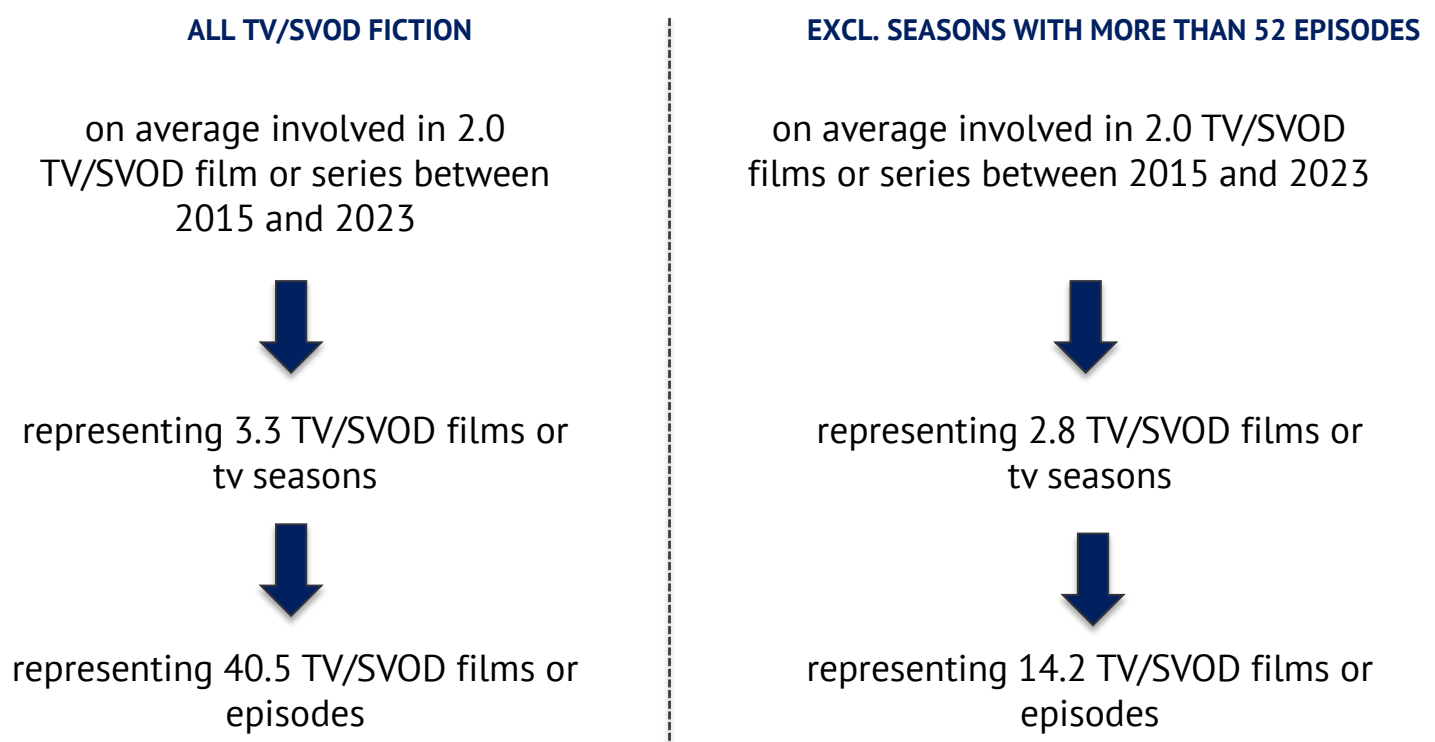 ALL TV/SVOD FICTION
on average involved in 2.0
TV/SVOD film or series between
2015 and 2023
representing 3.3 TV/SVOD films or
tv seasons
representing 40.5 TV/SVOD films or
episodes
EXCL. SEASONS WITH MORE THAN 52 EPISODES
on average involved in 2.0 TV/SVOD
films or series between 2015 and 2023
representing 2.8 TV/SVOD films or
tv seasons
representing 14.2 TV/SVOD films or
episodes